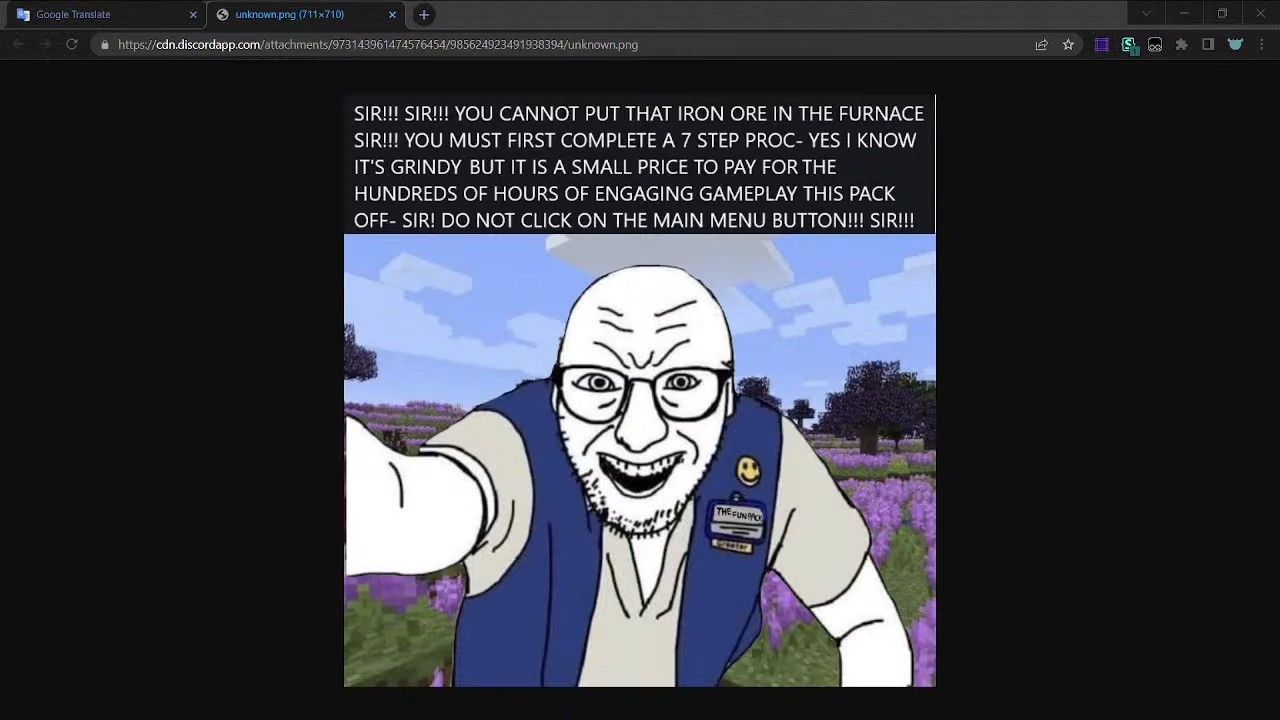 Google Translate
unknown.png (711×710)
https://cdn.discordapp.com/attachments/973143961474576454/985624923491938394/unknown.png
SIR!!! SIR!!! YOU CANNOT PUT THAT IRON ORE IN THE FURNACE
SIR!!! YOU MUST FIRST COMPLETE A 7 STEP PROC- YES I KNOW
IT'S GRINDY BUT IT IS A SMALL PRICE TO PAY FOR THE
HUNDREDS OF HOURS OF ENGAGING GAMEPLAY THIS PACK
OFF- SIR! DO NOT CLICK ON THE MAIN MENU BUTTON!!! SIR!!!
THE FUN PACK
Greeter